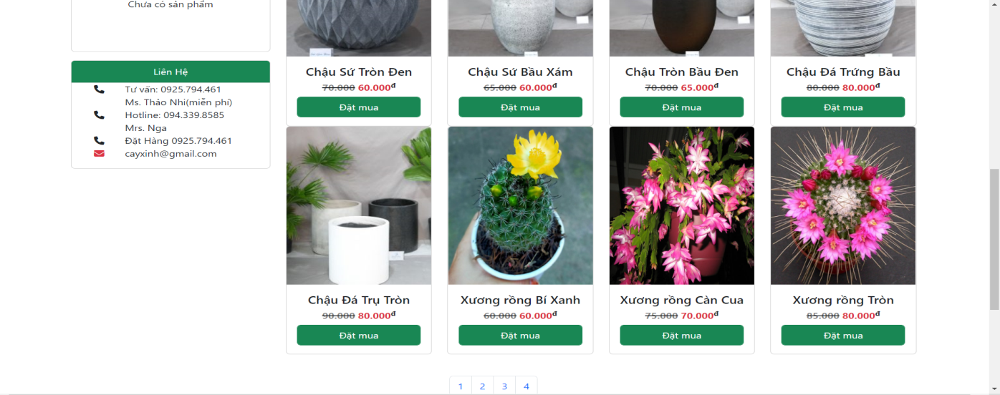 Chưa có sản phẩm
Liên Hệ
Tư vấn: 0925.794.461
Ms. Thảo Nhi(miễn phí)
Hotline: 094.339.8585
Mrs. Nga
Đặt Hàng 0925.794.461
cayxinh@gmail.com
Chậu Sứ Tròn Đen
70.000 60.000đ
Đặt mua
Chậu Sứ Bầu Xám
65.000 60.000đ
Đặt mua
Chậu Tròn Bầu Đen
70.000 65.000đ
Đặt mua
Chậu Đá Trứng Bầu
80.000 80.000đ
Đặt mua
Chậu Đá Trụ Tròn
90.000 80.000đ
Đặt mua
Xương rồng Bí Xanh
60.000 60.000đ
Đặt mua
Xương rồng Càn Cua
75.000 70.000đ
Đặt mua
Xương rồng Tròn
85.000 80.000đ
Đặt mua
1 2 3 4